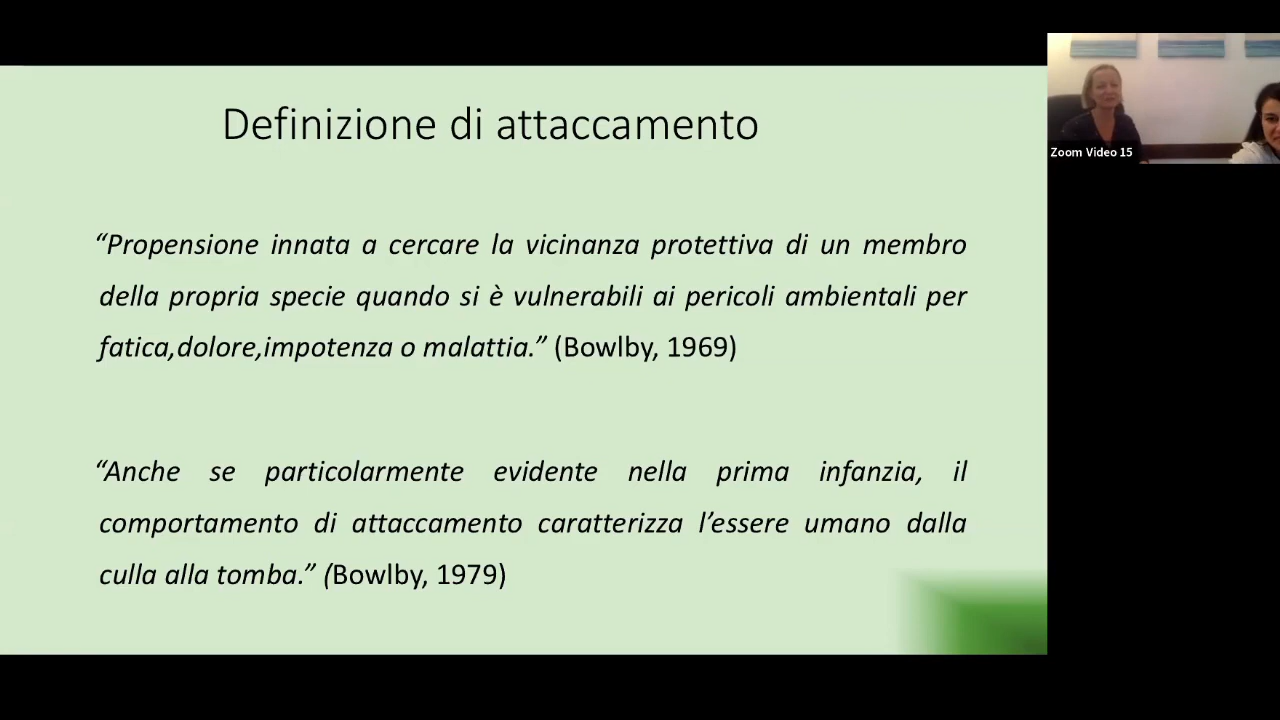 Definizione di attaccamento
“Propensione innata a cercare la vicinanza protettiva di un membro
della propria specie quando si è vulnerabili ai pericoli ambientali per
fatica,dolore,impotenza o malattia.” (Bowlby, 1969)
“Anche se particolarmente evidente nella prima infanzia, il
comportamento di attaccamento caratterizza l’essere umano dalla
culla alla tomba.” (Bowlby, 1979)
Zoom Video 15